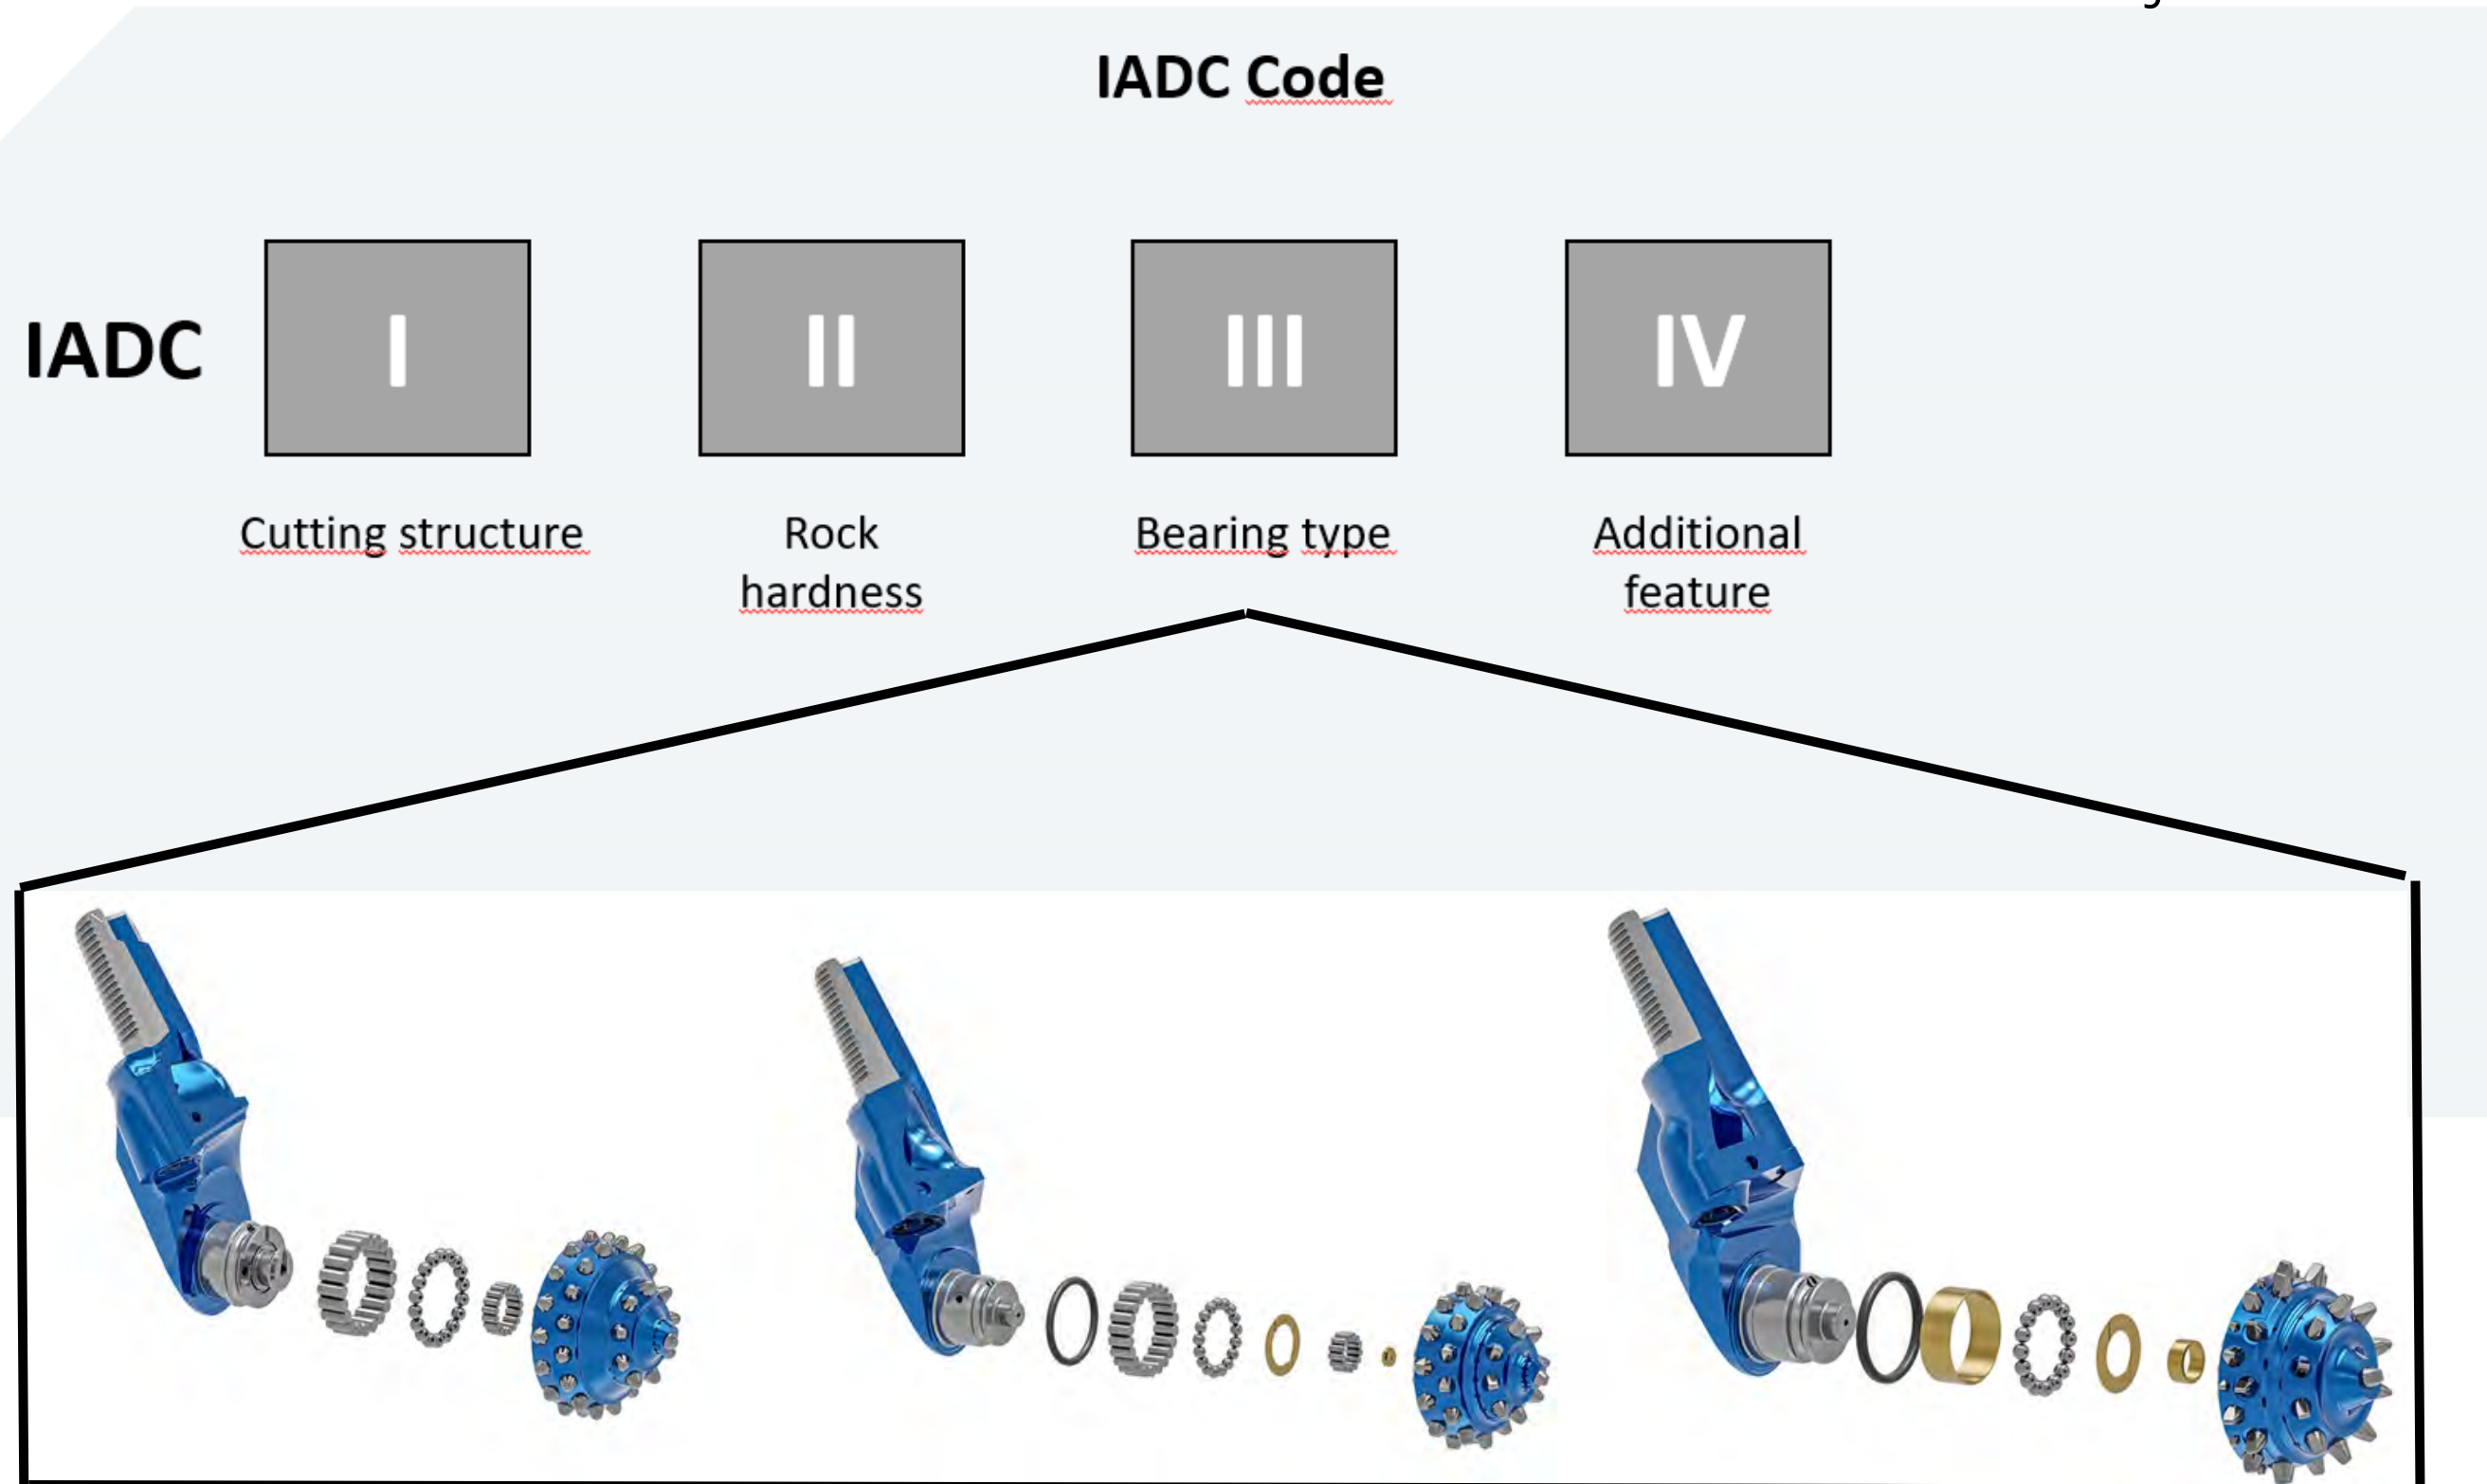 IADC Code
IADC
I
II
III
IV
Cutting structure
Rock
hardness
Bearing type
Additional
feature